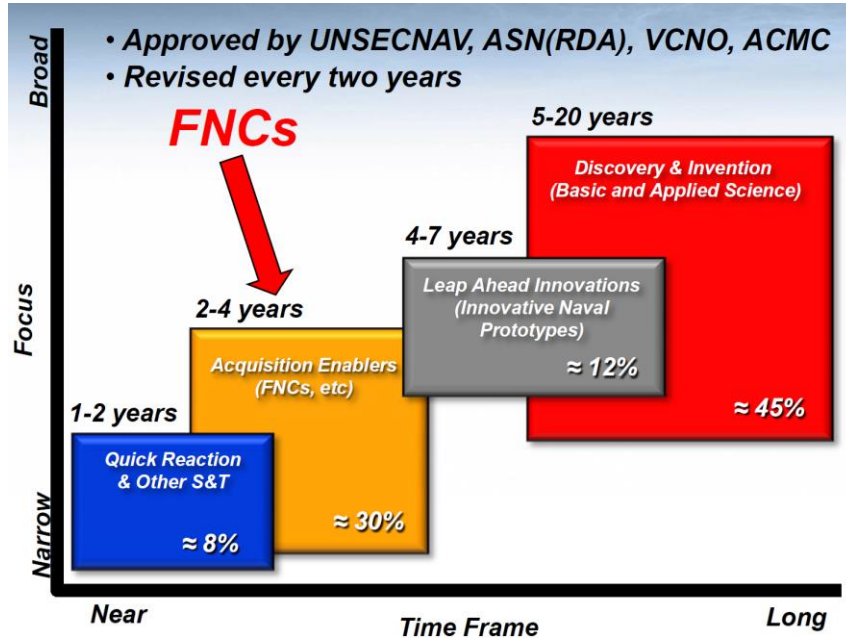 • Approved by UNSECNAV, ASN(RDA), VCNO, ACMC
• Revised every two years
FNCs
5-20 years
Discovery & Invention
(Basic and Applied Science)
≈ 45%
4-7 years
Leap Ahead Innovations
(Innovative Naval
Prototypes)
≈ 12%
2-4 years
Acquisition Enablers
(FNCs, etc)
≈ 30%
1-2 years
Quick Reaction
& Other S&T
≈ 8%
Broad
Focus
Narrow
Near
Time Frame
Long